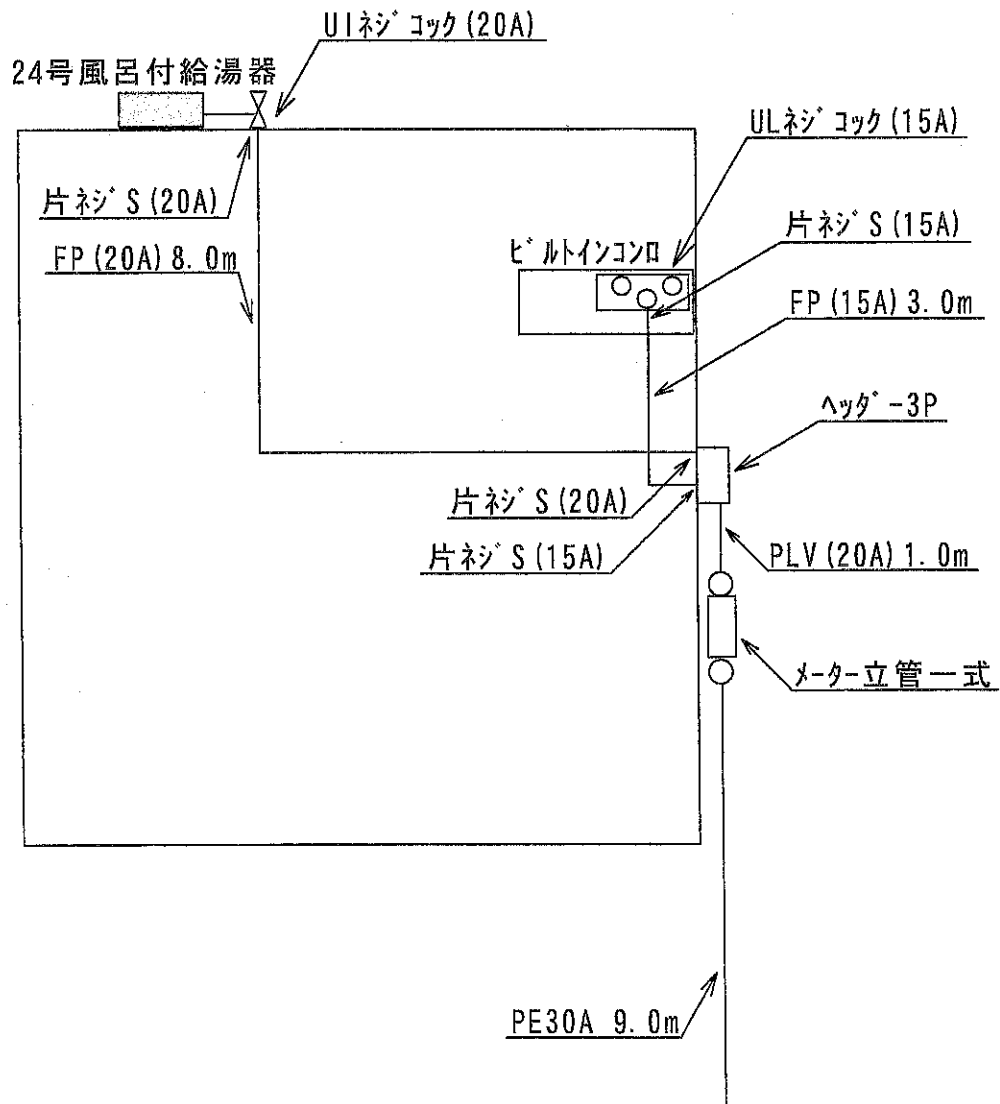 UIネジコック(20A)
24号風呂付給湯器
ULネジコック(15A)
片ネジS(20A)
片ネジS(15A)
FP(20A)8.0m
ビルトインコンロ
FP(15A)3.0m
ヘッダー3P
片ネジS(20A)
片ネジS(15A)
PLV(20A)1.0m
メーター立管一式
PE30A 9.0m